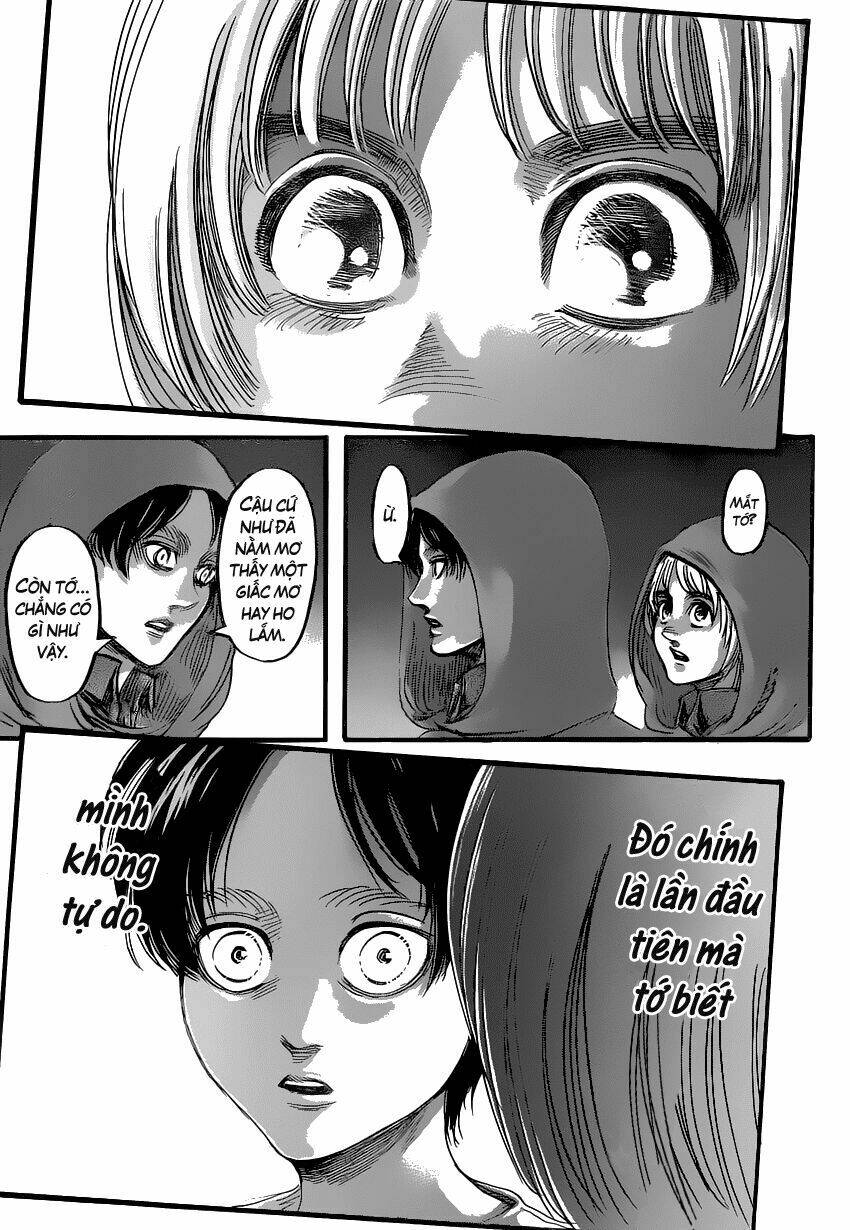 MẮT
TỚ?
Ừ.
CẬU CỨ
NHƯ ĐÃ
NẰM MƠ
THẤY MỘT
GIẤC MƠ
HAY HO
LẮM.
CÒN TỚ...
CHẲNG CÓ
GÌ NHƯ
VẬY.
Đó chính
là lần đầu
tiên mà
tớ biết
mình
không
tự do.